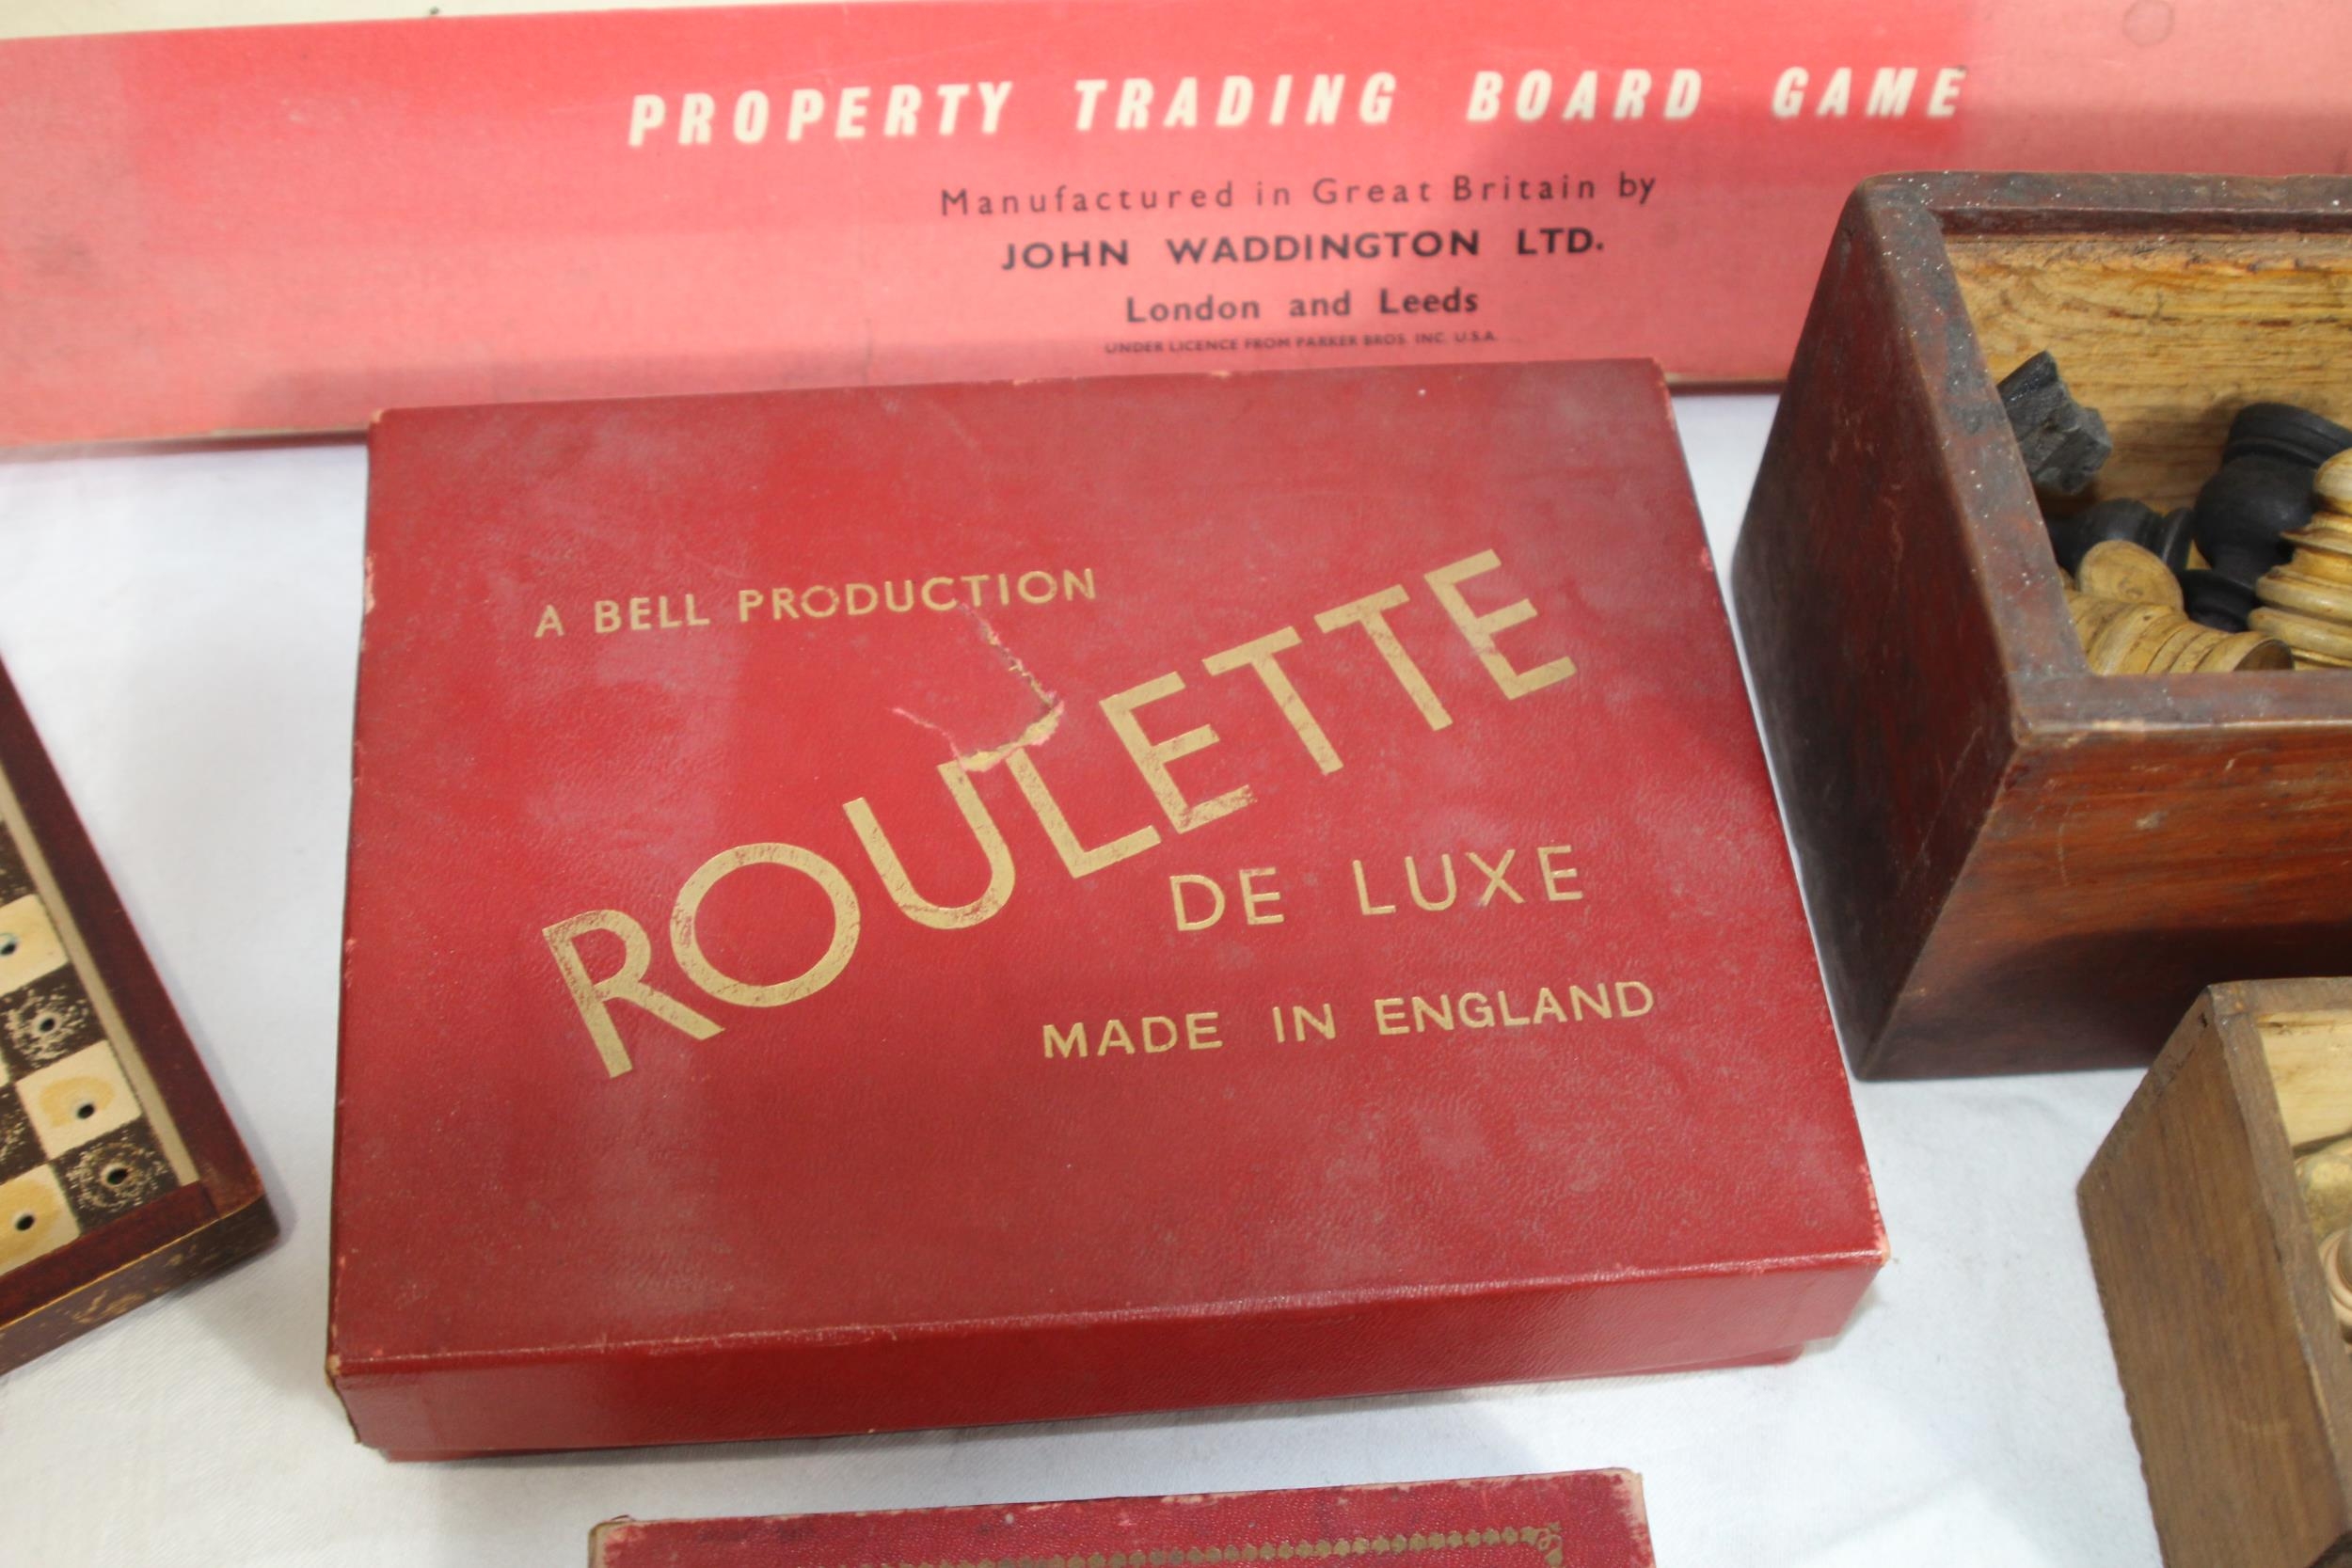 PROPERTY TRADING BOARD GAME
Manufactured in Great Britain by
JOHN WADDINGTON LTD.
London and Leeds
UNDER LICENCE FROM PARKER BROS. INC. U.S.A.
A BELL PRODUCTION
ROULETTE
DE LUXE
MADE IN ENGLAND